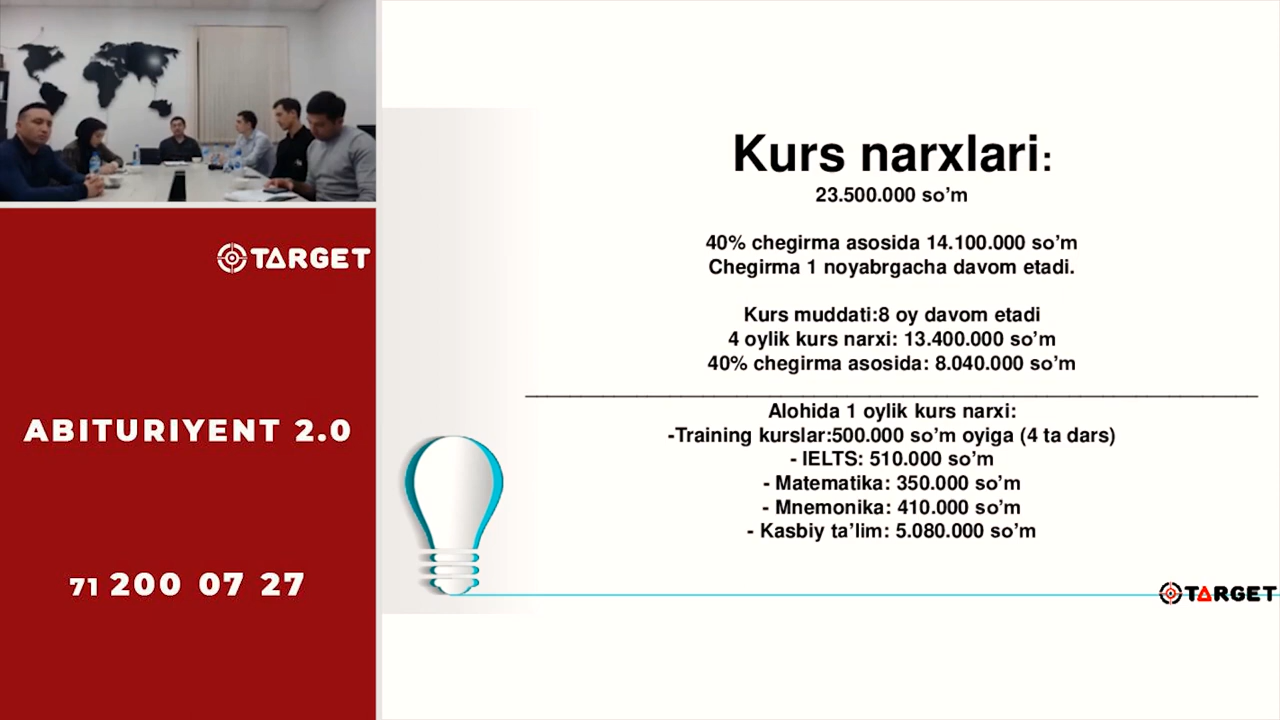 TARGET
ABITURIYENT 2.0
71 200 07 27
Kurs narxlari:
23.500.000 so’m
40% chegirma asosida 14.100.000 so’m
Chegirma 1 noyabrgacha davom etadi.
Kurs muddati:8 oy davom etadi
4 oylik kurs narxi: 13.400.000 so’m
40% chegirma asosida: 8.040.000 so’m
Alohida 1 oylik kurs narxi:
-Training kurslar:500.000 so’m oyiga (4 ta dars)
- IELTS: 510.000 so’m
- Matematika: 350.000 so’m
- Mnemonika: 410.000 so’m
- Kasbiy ta’lim: 5.080.000 so’m
TARGET